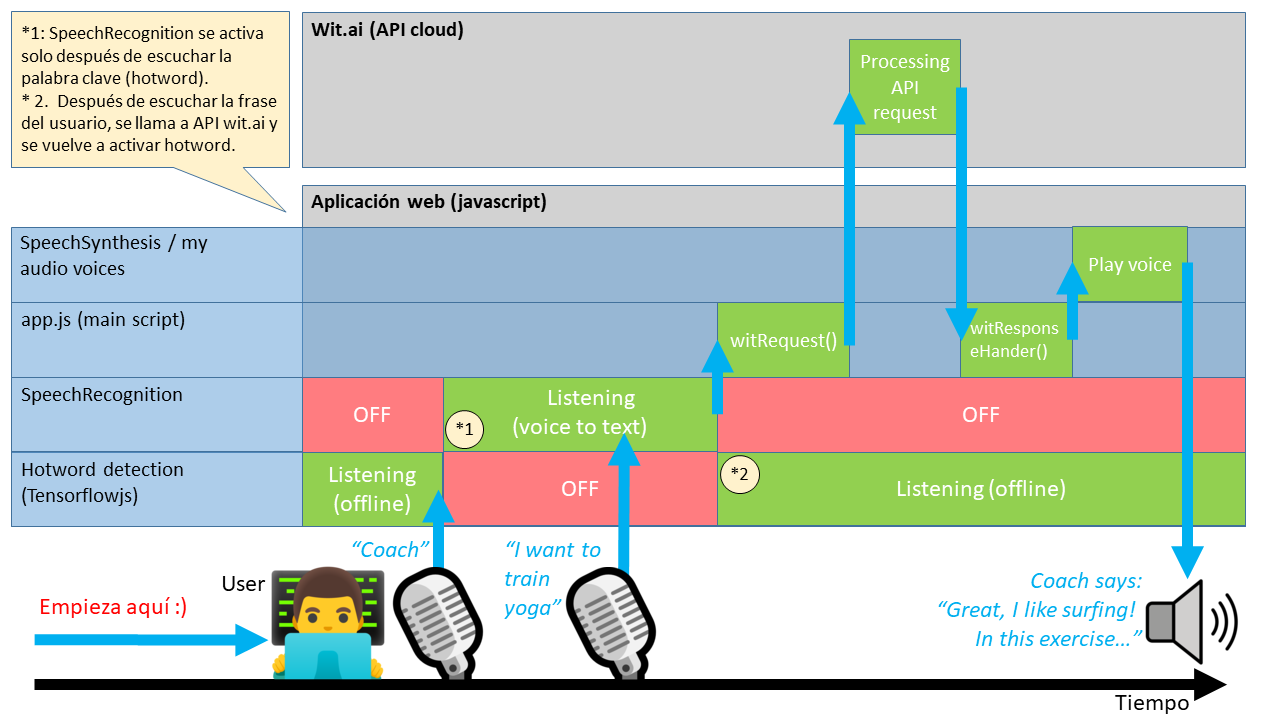 *1: SpeechRecognition se activa
solo después de escuchar la
palabra clave (hotword).
* 2.  Después de escuchar la frase
del usuario, se llama a API wit.ai y
se vuelve a activar hotword.
Wit.ai (API cloud)
Processing
API
request
Aplicación web (javascript)
SpeechSynthesis / my
audio voices
Play voice
app.js (main script)
witRequest()
witRespons
eHander()
SpeechRecognition
OFF
*1
Listening
(voice to text)
OFF
Hotword detection
(Tensorflowjs)
Listening
(offline)
OFF
*2
Listening (offline)
Empieza aquí :)
User
“Coach”
“I want to
train
yoga”
Coach says:
“Great, I like surfing!
In this exercise...”
Tiempo